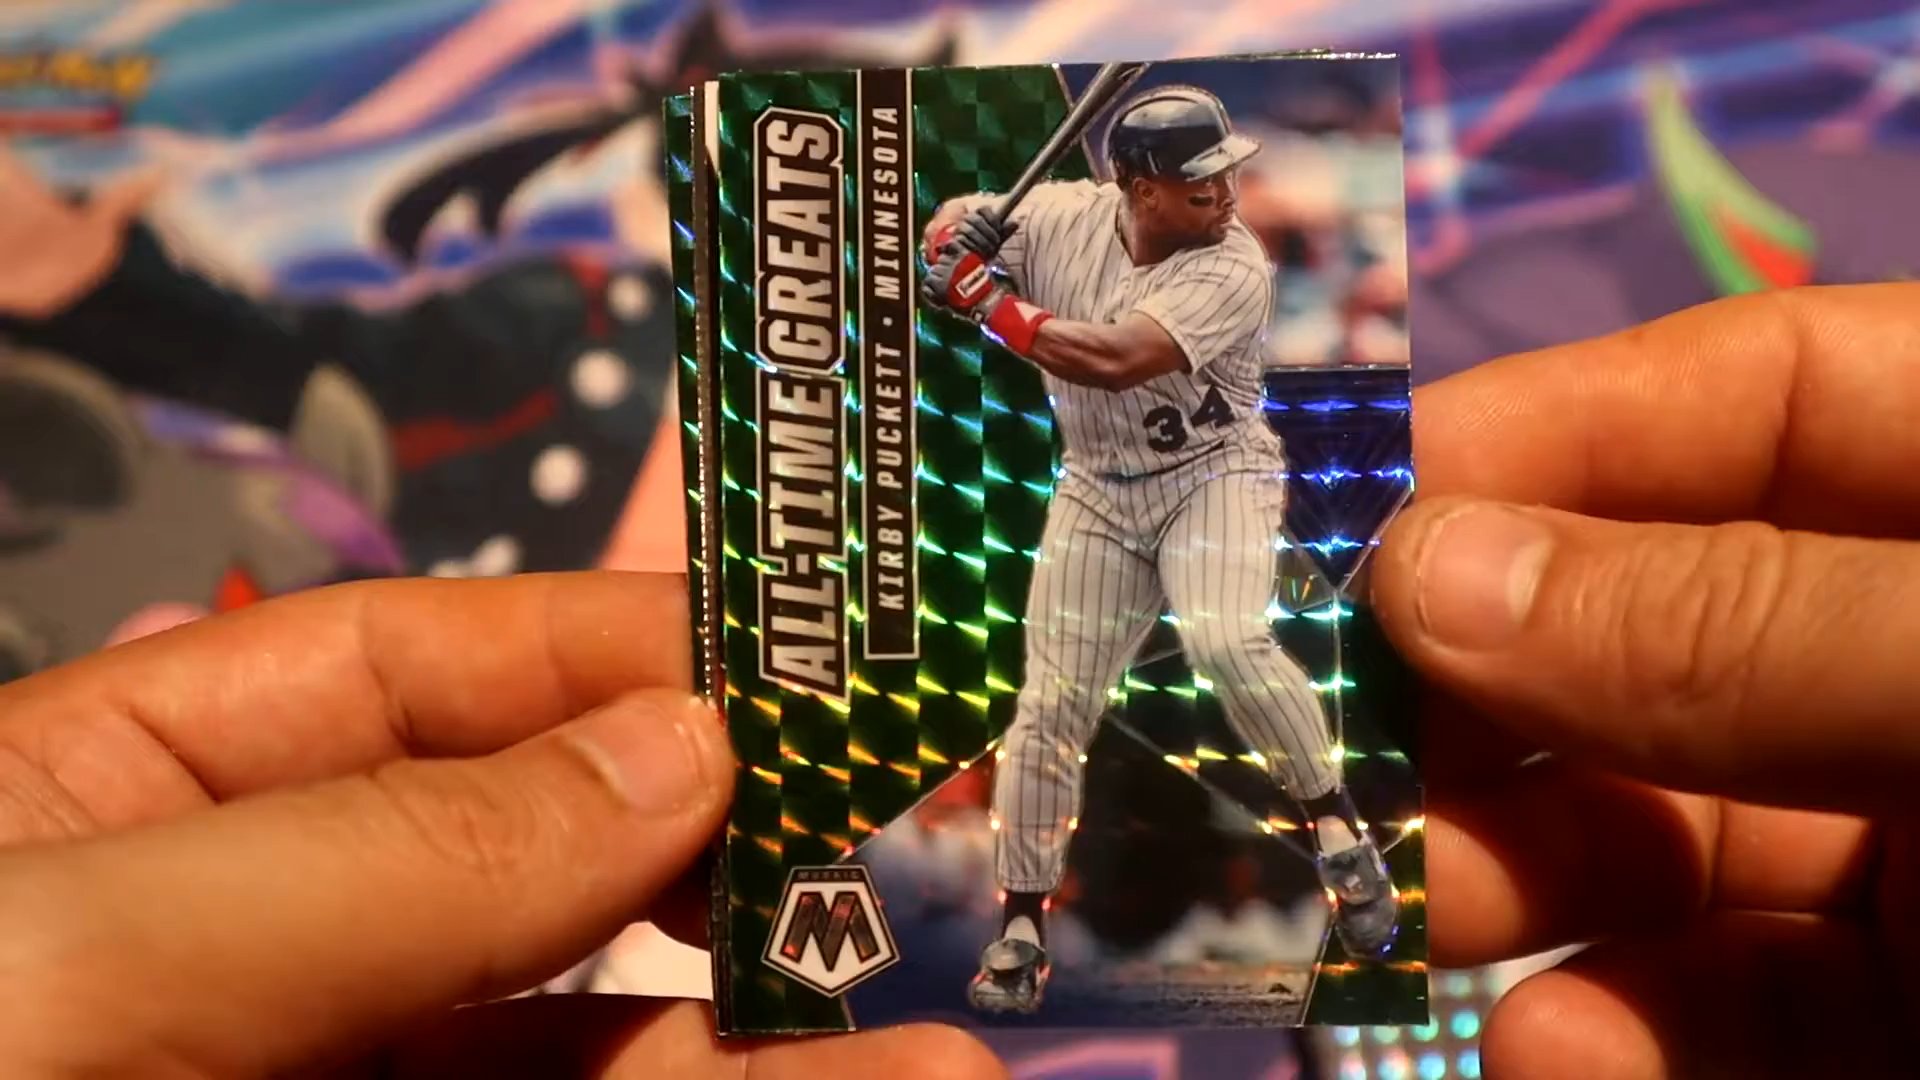 ALL-TIME GREATS
KIRBY PUCKETT • MINNESOTA
34
MOSAIC
M